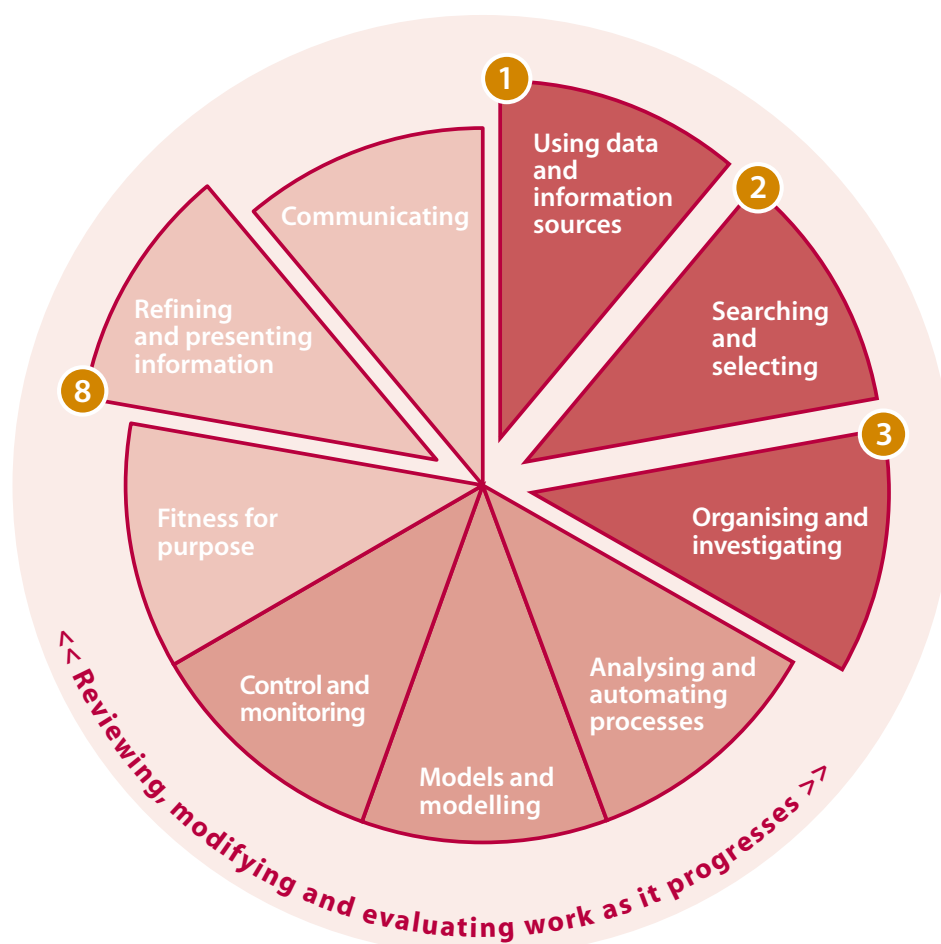 1
Using data
and
information
sources
2
Searching
and
selecting
3
Organising and
investigating
Analysing and
automating
processes
Models and
modelling
Control and
monitoring
Fitness for
purpose
8
Refining
and presenting
information
Communicating
<< Reviewing, modifying and evaluating work as it progresses >>